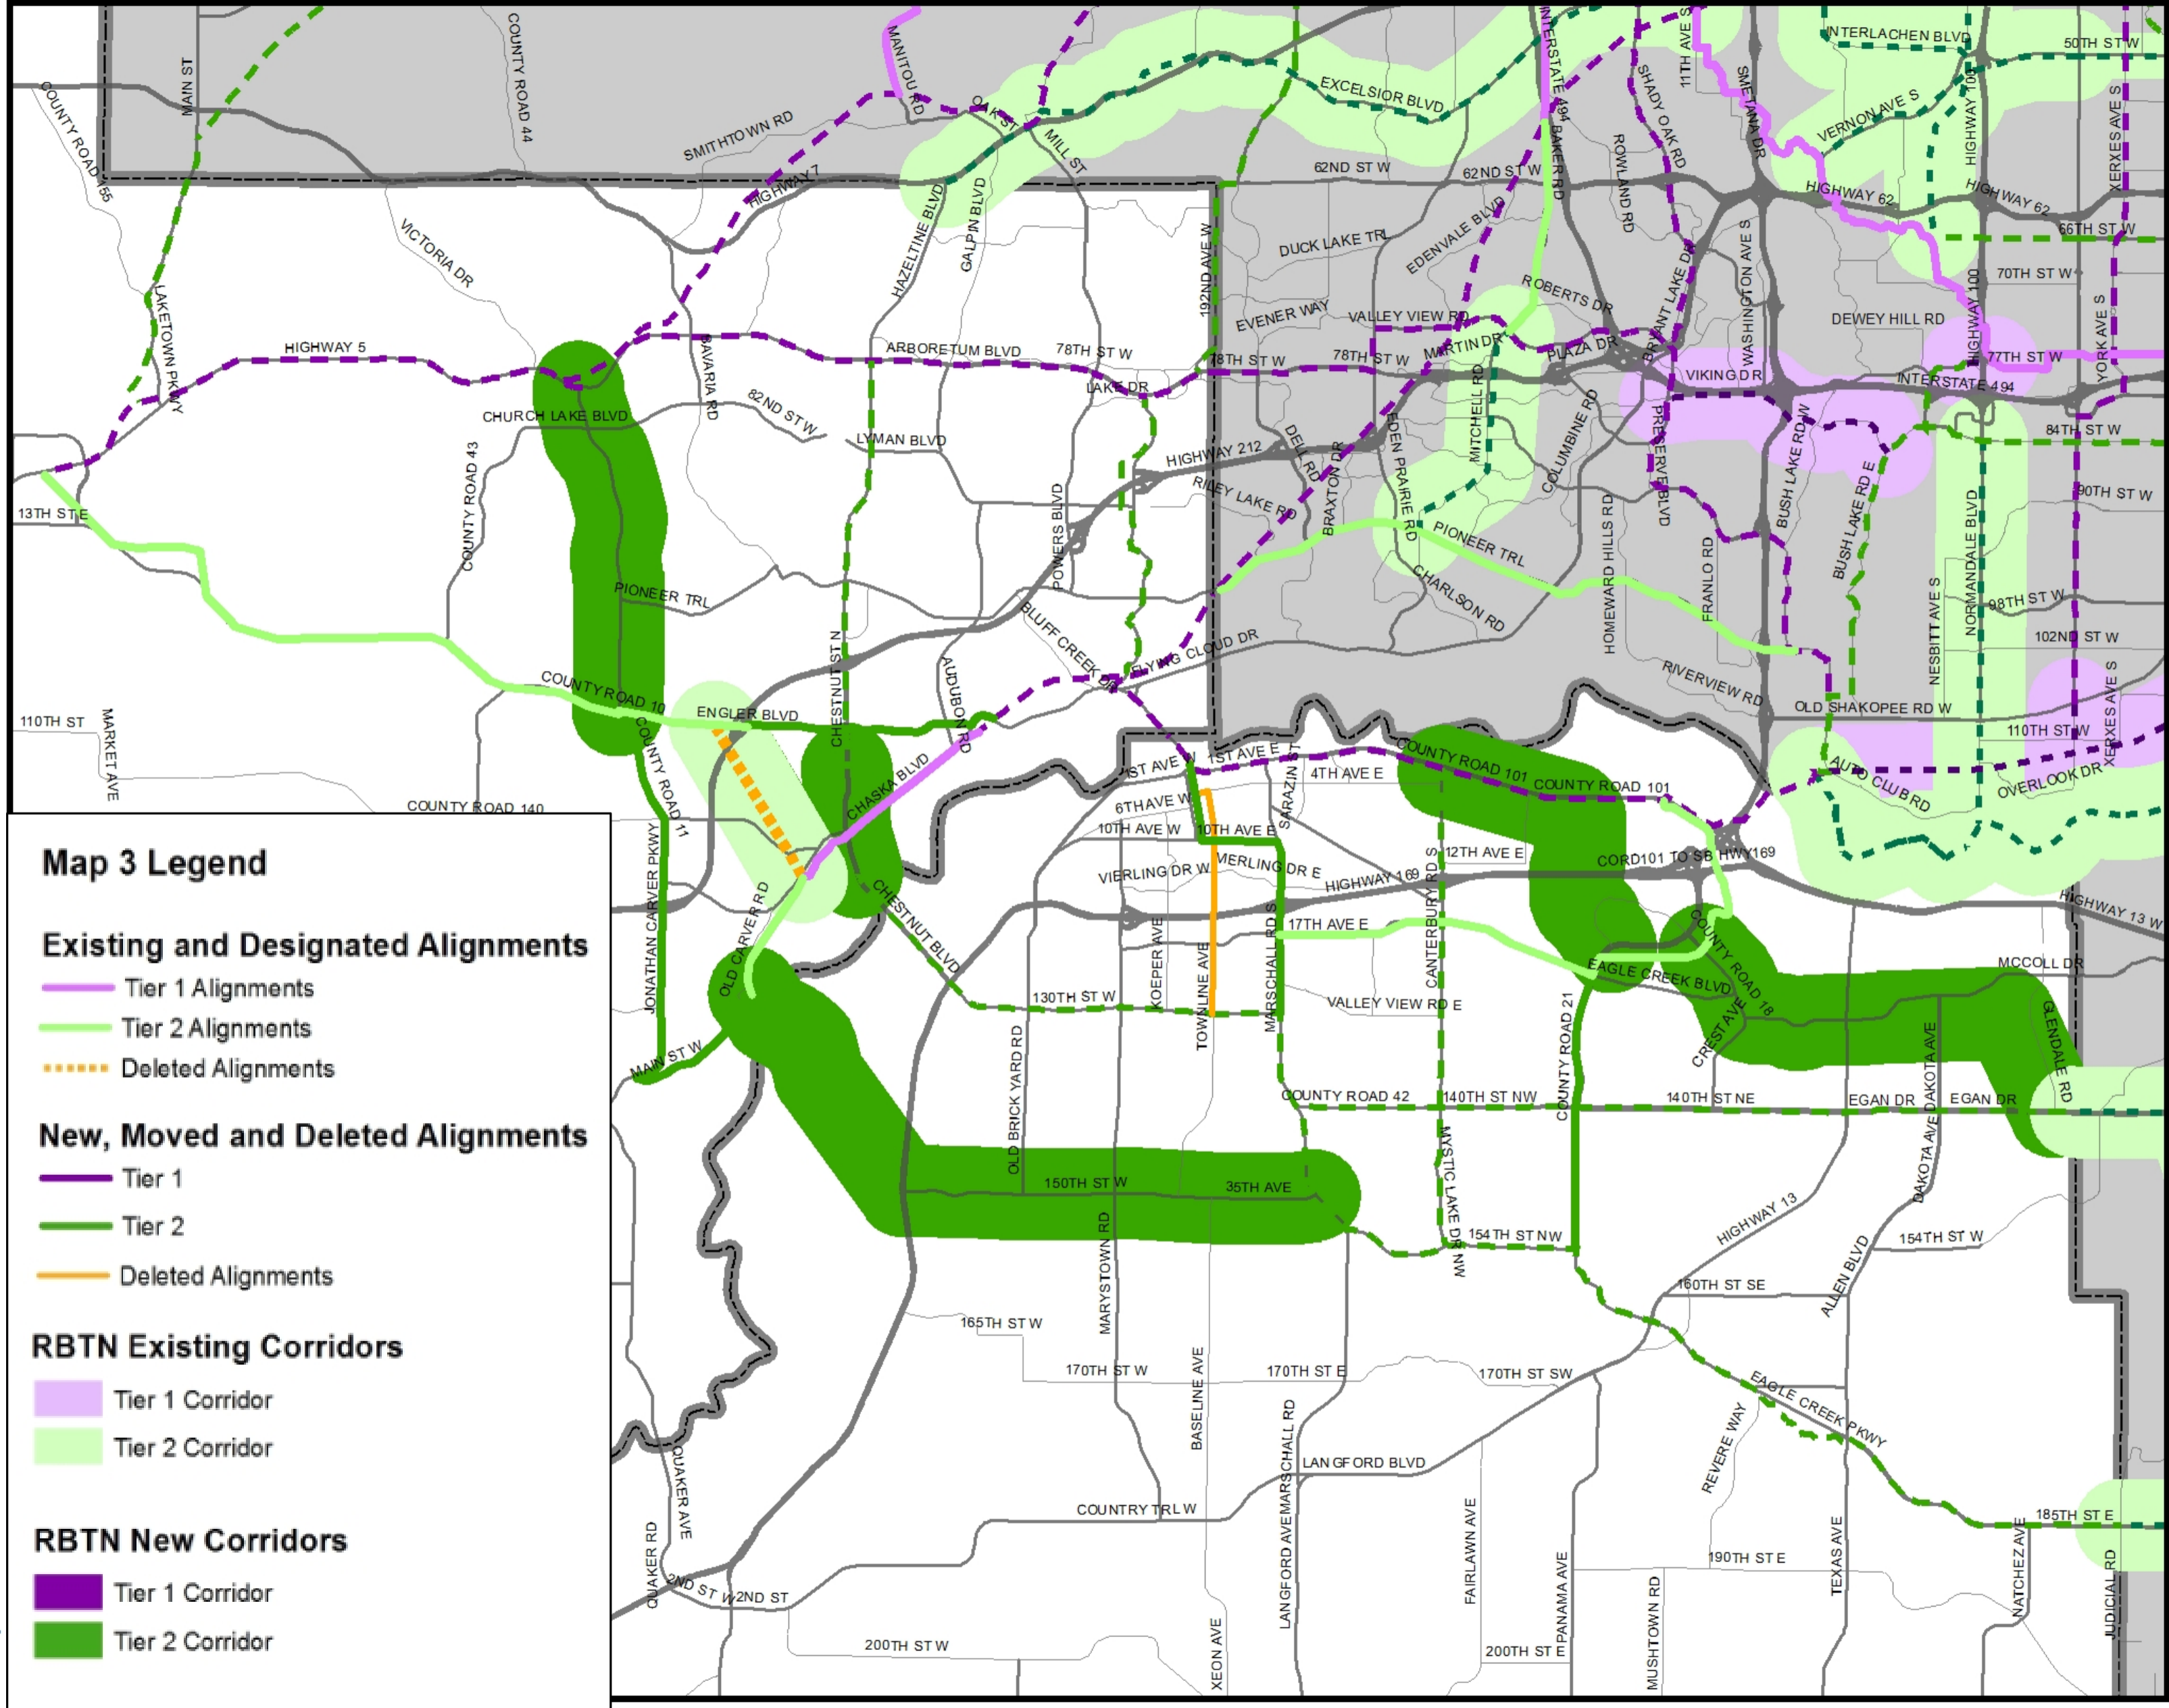 MAIN ST
COUNTY ROAD 44
MANITOU RD
INTERSTATE 494
11TH AVE S
INTERLACHEN BLVD
50TH ST W
COUNTY ROAD 155
SMITHTOWN RD
OAK ST
MILL ST
EXCELSIOR BLVD
BAKER RD
SHADY OAK RD
SMETANA DR
VERNON AVE S
HIGHWAY 100
XERXES AVE S
HIGHWAY 7
62ND ST W
62ND ST W
ROWLAND RD
HIGHWAY 62
HIGHWAY 62
VICTORIA DR
HAZELTINE BLVD
GALPIN BLVD
192ND AVE W
DUCK LAKE TRL
EDENVALE BLVD
66TH ST W
LAKETOWN PKWY
ROBERTS DR
BRYANT LAKE DR
WASHINGTON AVE S
70TH ST W
EVENER WAY
VALLEY VIEW RD
DEWEY HILL RD
HIGHWAY 100
YORK AVE S
HIGHWAY 5
BAVARIA RD
ARBORETUM BLVD
78TH ST W
78TH ST W
78TH ST W
MARTIN DR
PLAZA DR
77TH ST W
LAKE DR
VIKING DR
INTERSTATE 494
CHURCH LAKE BLVD
82ND ST W
LYMAN BLVD
MITCHELL RD
COLUMBINE RD
PRESERVE BLVD
BUSH LAKE RD W
84TH ST W
COUNTY ROAD 43
HIGHWAY 212
DELL RD
EDEN PRAIRIE RD
BRAXTON DR
RILEY LAKE RD
BUSH LAKE RD E
90TH ST W
13TH ST E
POWERS BLVD
PIONEER TRL
HOMEWARD HILLS RD
FRANLO RD
NORMANDALE BLVD
NESBITT AVE S
98TH ST W
PIONEER TRL
CHARLSON RD
BLUFF CREEK DR
FLYING CLOUD DR
102ND ST W
CHESTNUT ST N
AUDUBON RD
RIVERVIEW RD
XERXES AVE S
COUNTY ROAD 10
ENGLER BLVD
OLD SHAKOPEE RD W
110TH ST
MARKET AVE
COUNTY ROAD 11
110TH ST W
CHASKA BLVD
1ST AVE W
1ST AVE E
SARAZIN ST
4TH AVE E
COUNTY ROAD 101
COUNTY ROAD 101
AUTO CLUB RD
OVERLOOK DR
COUNTY ROAD 140
6TH AVE W
10TH AVE W
10TH AVE E
12TH AVE E
CORD101 TO SB HWY169
JONATHAN CARVER PKWY
VIERLING DR W
MERLING DR E
HIGHWAY 169
CANTERBURY RD S
OLD CARVER RD
CHESTNUT BLVD
HIGHWAY 13 W
17TH AVE E
KOEPER AVE
TOWNLINE AVE
MARSCHALL RD S
EAGLE CREEK BLVD
COUNTY ROAD 18
MCCOLL DR
130TH ST W
VALLEY VIEW RD E
COUNTY ROAD 21
CREST AVE
GLENDALE RD
MAIN ST W
OLD BRICK YARD RD
COUNTY ROAD 42
140TH ST NW
140TH ST NE
EGAN DR
EGAN DR
DAKOTA AVE
DAKOTA AVE
MYSTIC LAKE DR NW
150TH ST W
35TH AVE
MARYSTOWN RD
154TH ST NW
HIGHWAY 13
154TH ST W
ALLEN BLVD
160TH ST SE
165TH ST W
170TH ST W
BASELINE AVE
170TH ST E
170TH ST SW
EAGLE CREEK PKWY
REVERE WAY
QUAKER AVE
MARSCHALL RD
LANGFORD BLVD
COUNTRY TRL W
LANGFORD AVE
FAIRLAWN AVE
185TH ST E
QUAKER RD
PANAMA AVE
TEXAS AVE
NATCHEZ AVE
JUDICIAL RD
190TH ST E
2ND ST W
2ND ST
MUSHTOWN RD
200TH ST W
XEON AVE
200TH ST E
Map 3 Legend
Existing and Designated Alignments
Tier 1 Alignments
Tier 2 Alignments
Deleted Alignments
New, Moved and Deleted Alignments
Tier 1
Tier 2
Deleted Alignments
RBTN Existing Corridors
Tier 1 Corridor
Tier 2 Corridor
RBTN New Corridors
Tier 1 Corridor
Tier 2 Corridor